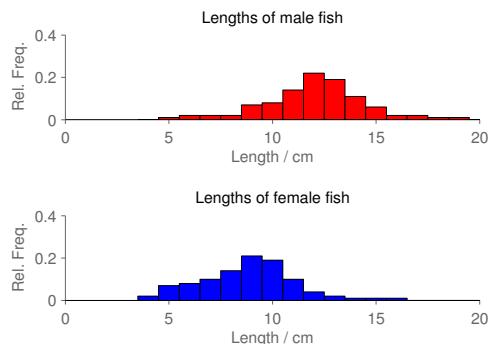 Lengths of male fish
0.4
0.2
0
Rel. Freq.
0 5 10 15 20
Length / cm
Lengths of female fish
0.4
0.2
0
Rel. Freq.
0 5 10 15 20
Length / cm